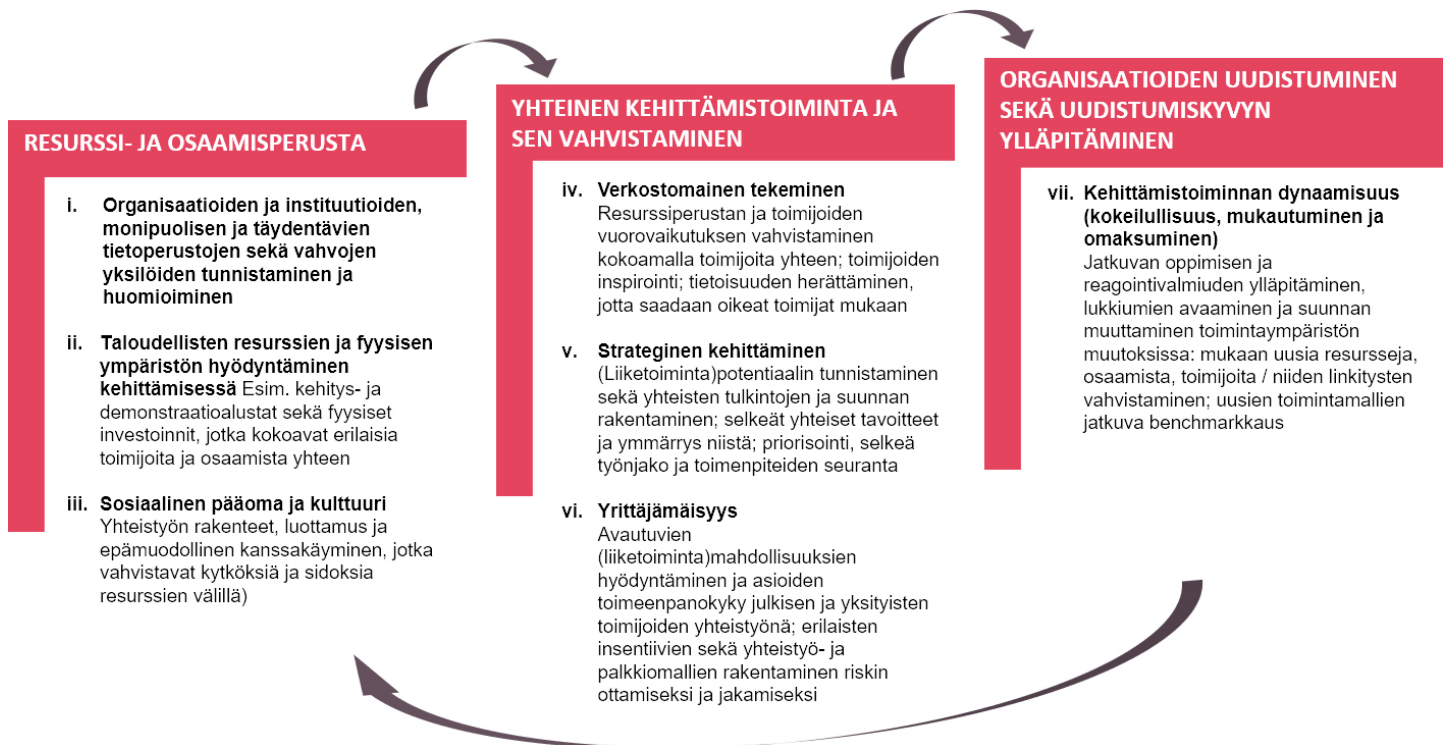 RESURSSI- JA OSAAMISPERUSTA
i. Organisaatioiden ja instituutioiden,
monipuolisen ja täydentävien
tietoperustojen sekä vahvojen
yksilöiden tunnistaminen ja
huomioiminen
ii. Taloudellisten resurssien ja fyysisen
ympäristön hyödyntäminen
kehittämisessä Esim. kehitys- ja
demonstraatioalustat sekä fyysiset
investoinnit, jotka kokoavat erilaisia
toimijoita ja osaamista yhteen
iii. Sosiaalinen pääoma ja kulttuuri
Yhteistyön rakenteet, luottamus ja
epämuodollinen kanssakäyminen, jotka
vahvistavat kytköksiä ja sidoksia
resurssien välillä)
YHTEINEN KEHITTÄMISTOIMINTA JA
SEN VAHVISTAMINEN
iv. Verkostomainen tekeminen
Resurssiperustan ja toimijoiden
vuorovaikutuksen vahvistaminen
kokoamalla toimijoita yhteen; toimijoiden
inspirointi; tietoisuuden herättäminen,
jotta saadaan oikeat toimijat mukaan
v. Strateginen kehittäminen
(Liiketoiminta)potentiaalin tunnistaminen
sekä yhteisten tulkintojen ja suunnan
rakentaminen; selkeät yhteiset tavoitteet
ja ymmärrys niistä; priorisointi, selkeä
työnjako ja toimenpiteiden seuranta
vi. Yrittäjämäisyys
Avautuvien
(liiketoiminta)mahdollisuuksien
hyödyntäminen ja asioiden
toimeenpanokyky julkisen ja yksityisten
toimijoiden yhteistyönä; erilaisten
insentiivien sekä yhteistyö- ja
palkkiomallien rakentaminen riskin
ottamiseksi ja jakamiseksi
ORGANISAATIOIDEN UUDISTUMINEN
SEKÄ UUDISTUMISKYVYN
YLLÄPITÄMINEN
vii. Kehittämistoiminnan dynaamisuus
(kokeilullisuus, mukautuminen ja
omaksuminen)
Jatkuvan oppimisen ja
reagointivalmiuden ylläpitäminen,
lukkiumien avaaminen ja suunnan
muuttaminen toimintaympäristön
muutoksissa: mukaan uusia resursseja,
osaamista, toimijoita / niiden linkitysten
vahvistaminen; uusien toimintamallien
jatkuva benchmarkkaus